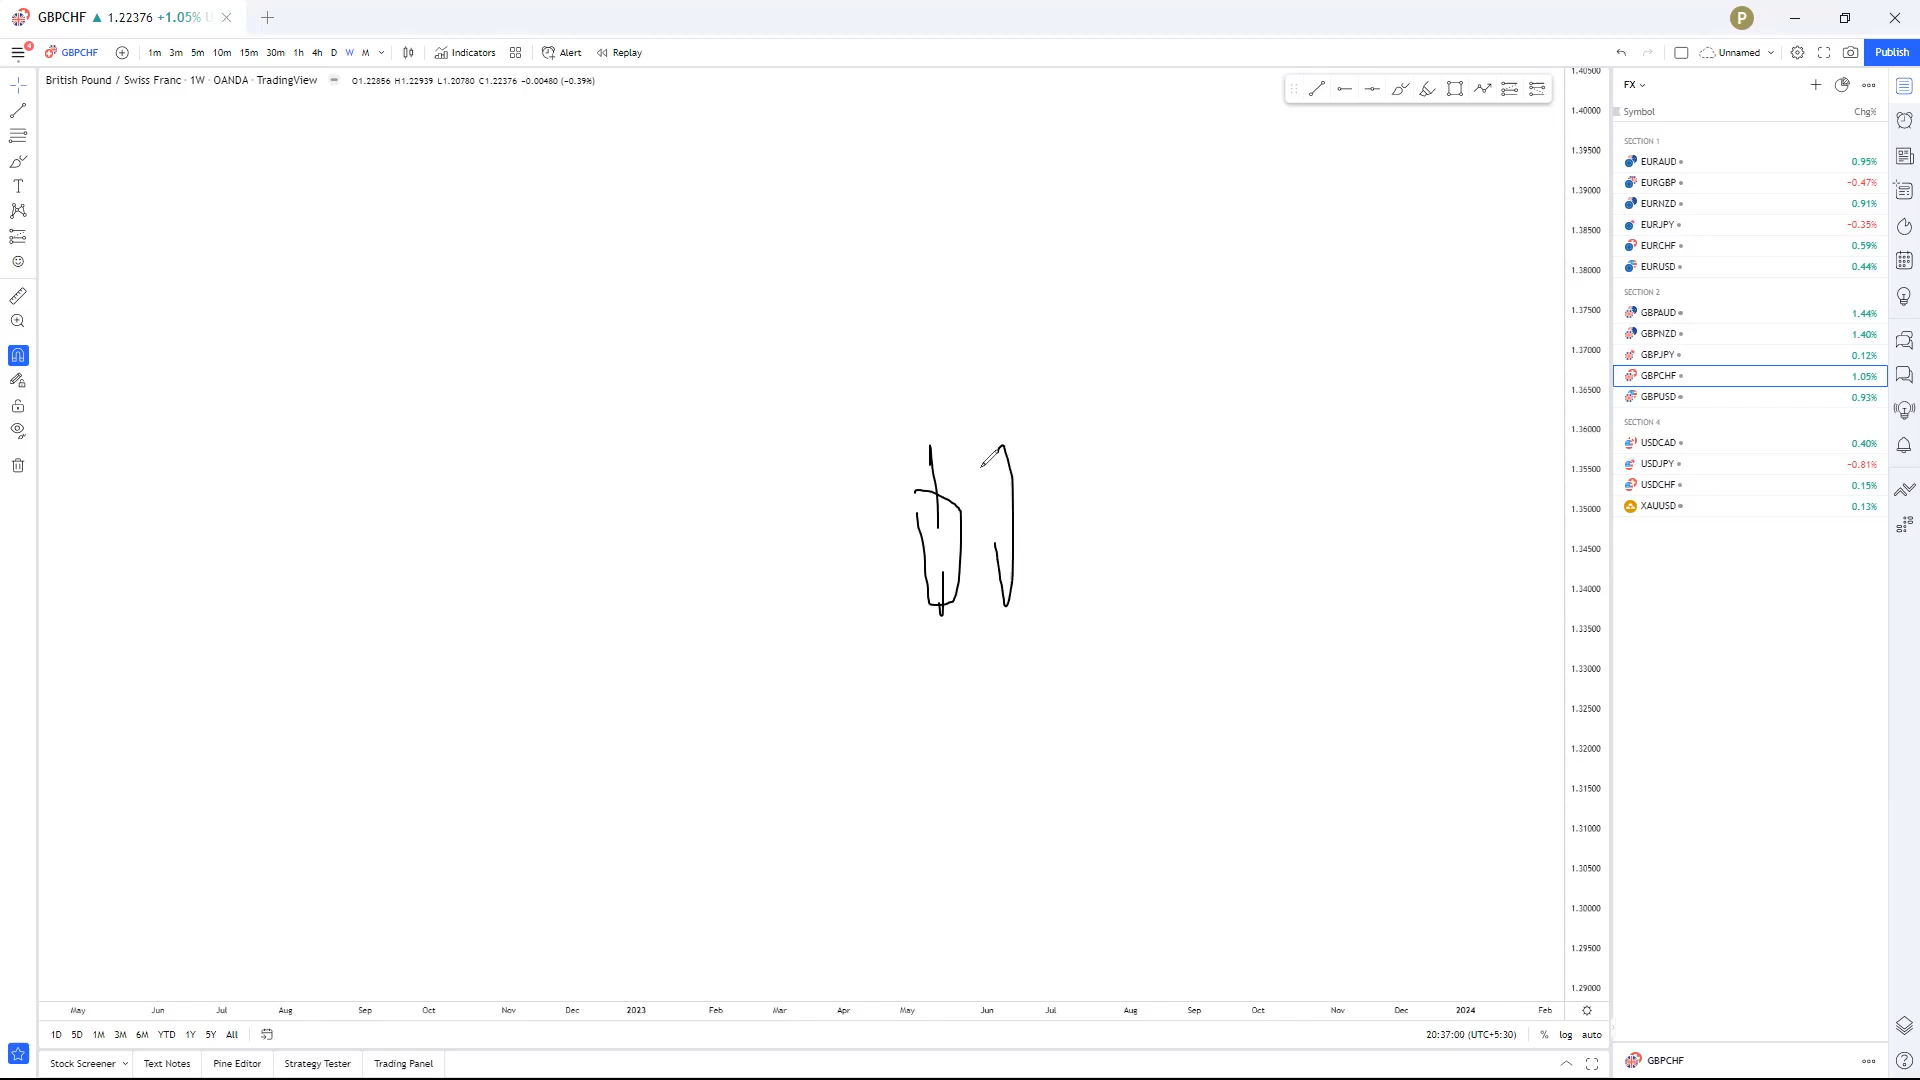 GBPCHF ▲ 1.22376 +1.05% U
P
4 GBPCHF 1m 3m 5m 10m 15m 30m 1h 4h D W M Indicators Alert Replay Unnamed Publish
British Pound / Swiss Franc · 1W · OANDA · TradingView O1.22856 H1.22939 L1.20780 C1.22376 −0.00480 (−0.39%)
1.40500
1.40000
1.39500
1.39000
1.38500
1.38000
1.37500
1.37000
1.36500
1.36000
1.35500
1.35000
1.34500
1.34000
1.33500
1.33000
1.32500
1.32000
1.31500
1.31000
1.30500
1.30000
1.29500
1.29000
FX
Symbol Chg%
SECTION 1
EURAUD 0.95%
EURGBP −0.47%
EURNZD 0.91%
EURJPY −0.35%
EURCHF 0.59%
EURUSD 0.44%
SECTION 2
GBPAUD 1.44%
GBPNZD 1.40%
GBPJPY 0.12%
GBPCHF 1.05%
GBPUSD 0.93%
SECTION 4
USDCAD 0.40%
USDJPY −0.81%
USDCHF 0.15%
XAUUSD 0.13%
May Jun Jul Aug Sep Oct Nov Dec 2023 Feb Mar Apr May Jun Jul Aug Sep Oct Nov Dec 2024 Feb
1D 5D 1M 3M 6M YTD 1Y 5Y All 20:37:00 (UTC+5:30) % log auto
Stock Screener Text Notes Pine Editor Strategy Tester Trading Panel
GBPCHF